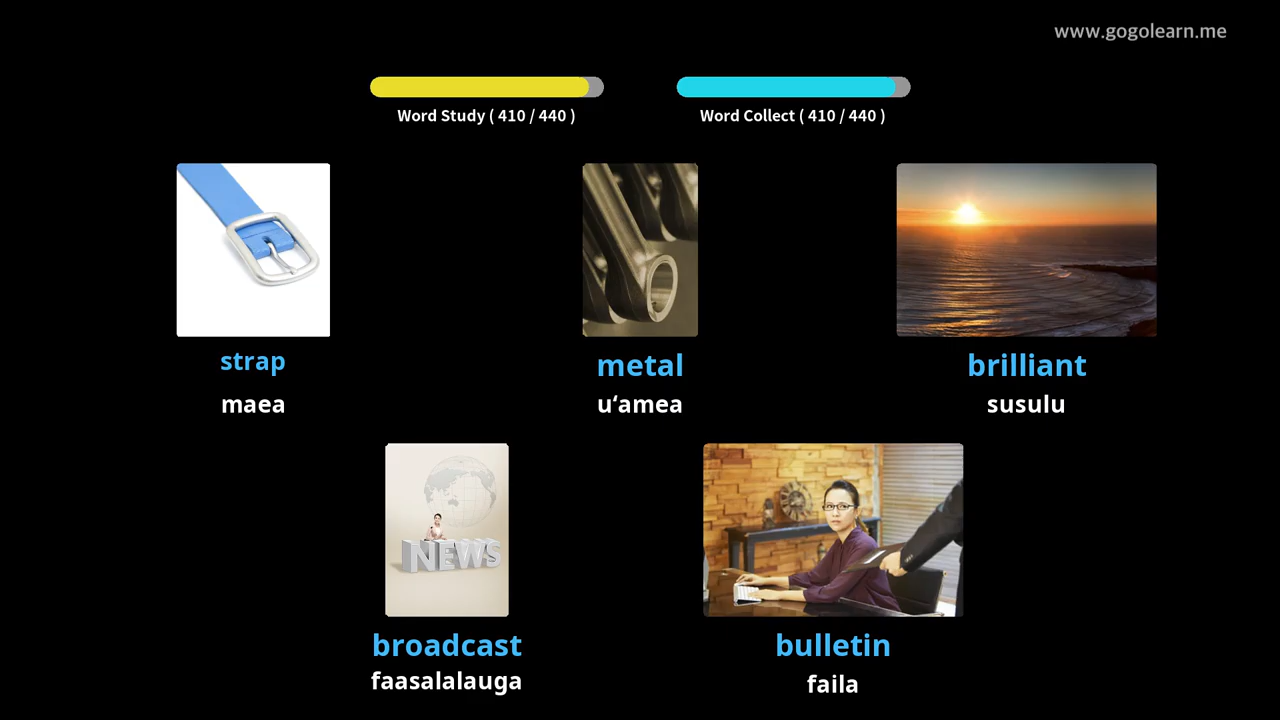 www.gogolearn.me
Word Study ( 410 / 440 )
Word Collect ( 410 / 440 )
strap
maea
metal
u‘amea
brilliant
susulu
NEWS
broadcast
faasalalauga
bulletin
faila